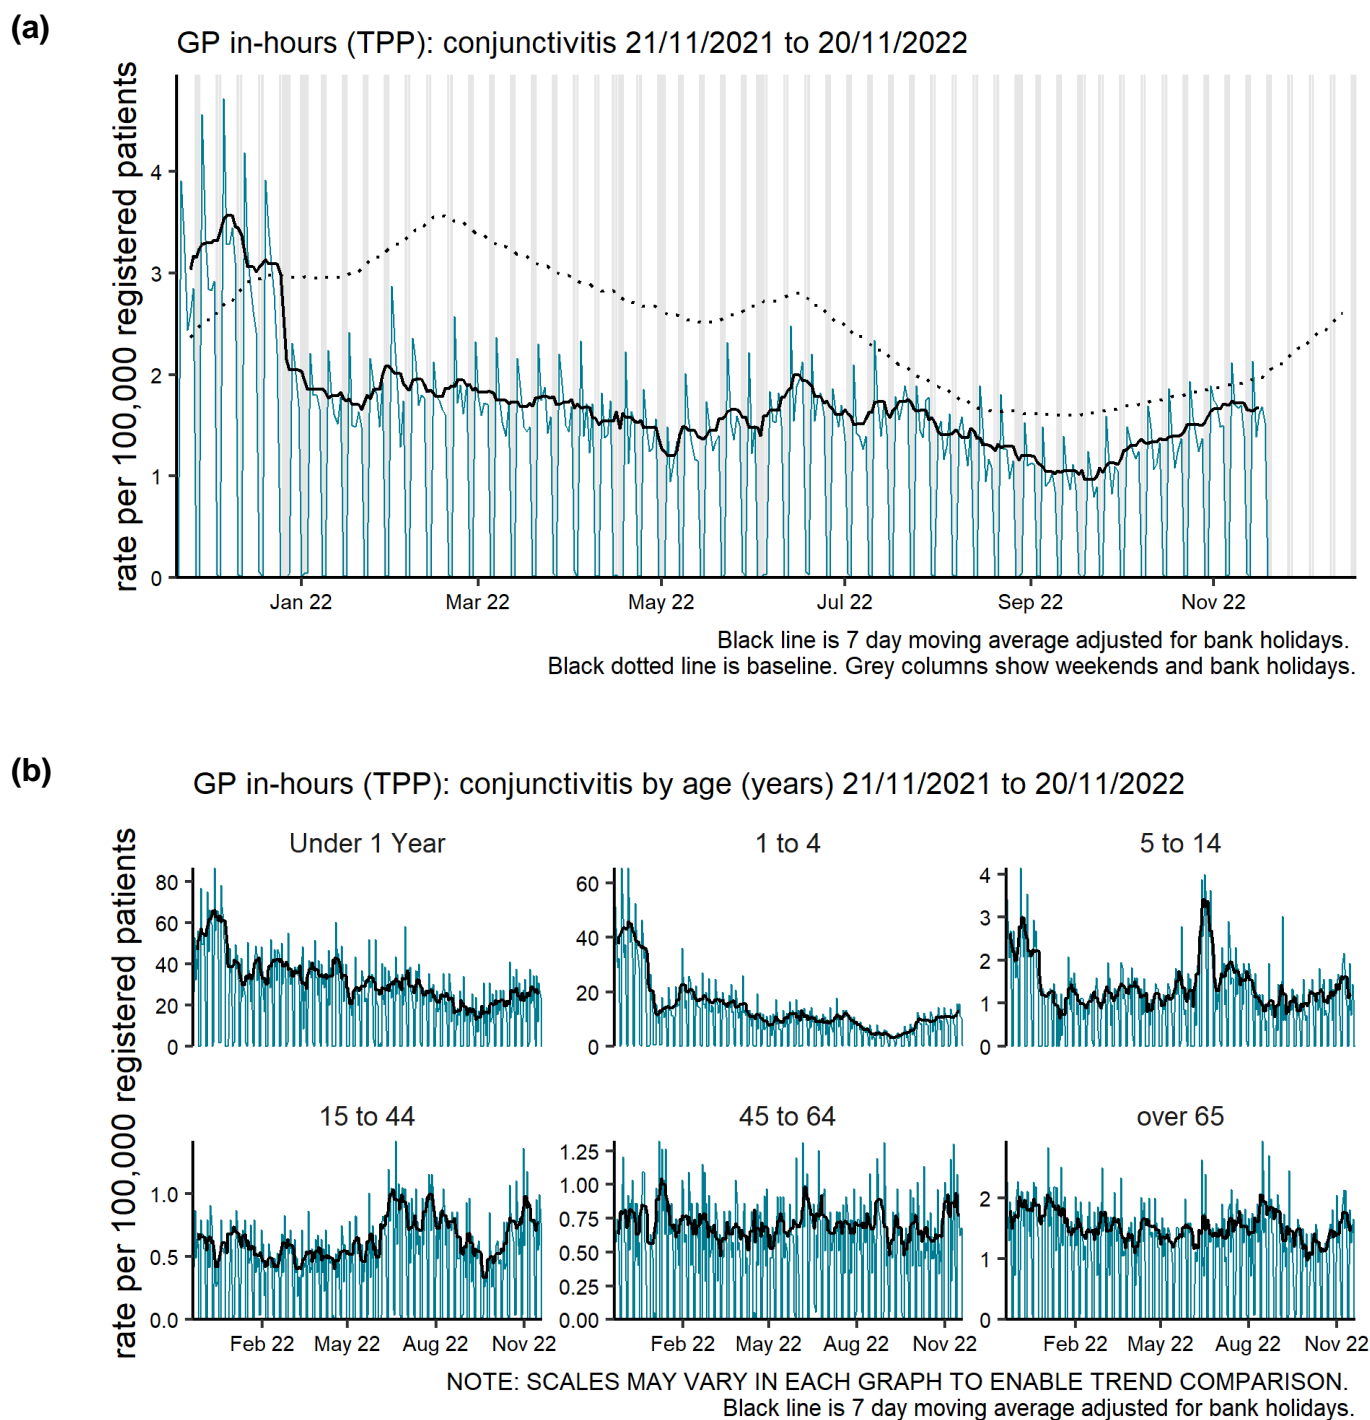 (a)
GP in-hours (TPP): conjunctivitis 21/11/2021 to 20/11/2022
rate per 100,000 registered patients
4
3
2
1
0
Jan 22 Mar 22 May 22 Jul 22 Sep 22 Nov 22
Black line is 7 day moving average adjusted for bank holidays.
Black dotted line is baseline. Grey columns show weekends and bank holidays.
(b)
GP in-hours (TPP): conjunctivitis by age (years) 21/11/2021 to 20/11/2022
rate per 100,000 registered patients
Under 1 Year
80
60
40
20
0
1 to 4
60
40
20
0
5 to 14
4
3
2
1
0
15 to 44
1.0
0.5
0.0
Feb 22 May 22 Aug 22 Nov 22
45 to 64
1.25
1.00
0.75
0.50
0.25
0.00
Feb 22 May 22 Aug 22 Nov 22
over 65
2
1
0
Feb 22 May 22 Aug 22 Nov 22
NOTE: SCALES MAY VARY IN EACH GRAPH TO ENABLE TREND COMPARISON.
Black line is 7 day moving average adjusted for bank holidays.